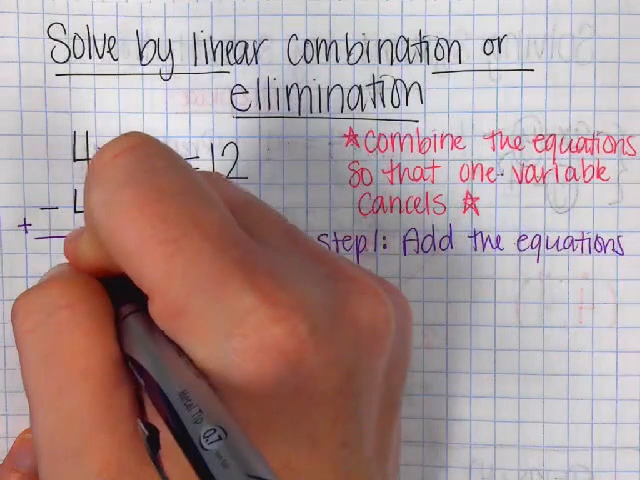 Solve by linear combination or
ellimination
4 =12
- 4
+
★ Combine the equations
so that one variable
cancels ★
Step 1: Add the equations
Metal Tip 0.7